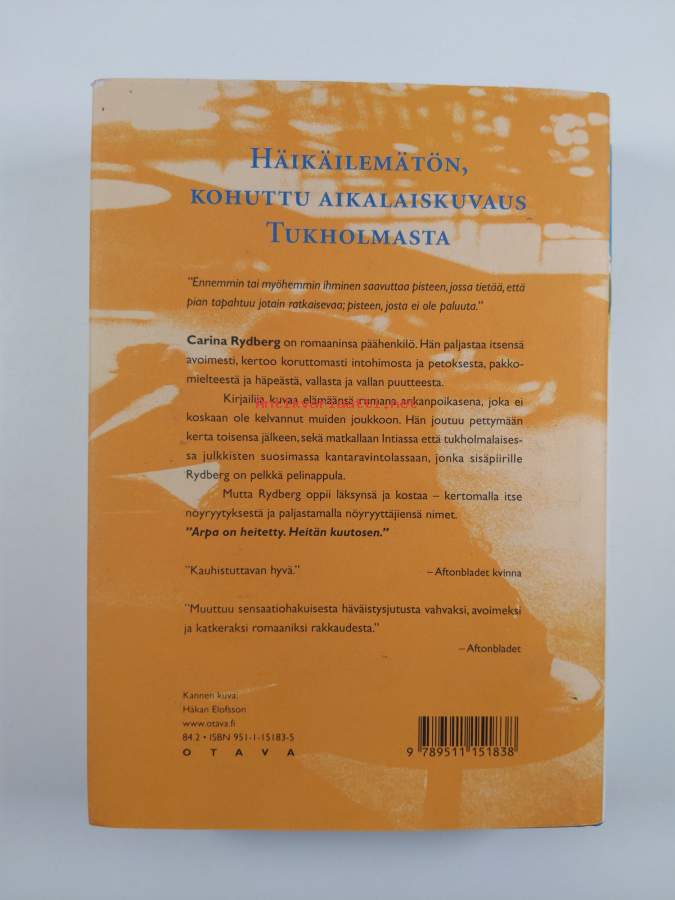 HÄIKÄILEMÄTÖN,
KOHUTTU AIKALAISKUVAUS
TUKHOLMASTA
"Ennemmin tai myöhemmin ihminen saavuttaa pisteen, jossa tietää, että
pian tapahtuu jotain ratkaisevaa; pisteen, josta ei ole paluuta."
Carina Rydberg on romaaninsa päähenkilö. Hän paljastaa itsensä
avoimesti, kertoo koruttomasti intohimosta ja petoksesta, pakko-
mielteestä ja häpeästä, vallasta ja vallan puutteesta.
Kirjailija kuvaa elämäänsä rumana ankanpoikasena, joka ei
Antikvariaatti.net
koskaan ole kelvannut muiden joukkoon. Hän joutuu pettymään
kerta toisensa jälkeen, sekä matkallaan Intiassa että tukholmalaises-
sa julkkisten suosimassa kantaravintolassaan, jonka sisäpiirille
Rydberg on pelkkä pelinappula.
Mutta Rydberg oppii läksynsä ja kostaa – kertomalla itse
nöyryytyksestä ja paljastamalla nöyryyttäjiensä nimet.
"Arpa on heitetty. Heitän kuutosen."
"Kauhistuttavan hyvä." – Aftonbladet kvinna
"Muuttuu sensaatiohakuisesta häväistysjutusta vahvaksi, avoimeksi
ja katkeraksi romaaniksi rakkaudesta."
– Aftonbladet
Kannen kuva:
Håkan Elofsson
www.otava.fi
84.2 • ISBN 951-1-15183-5
OTAVA
9 789511 151838